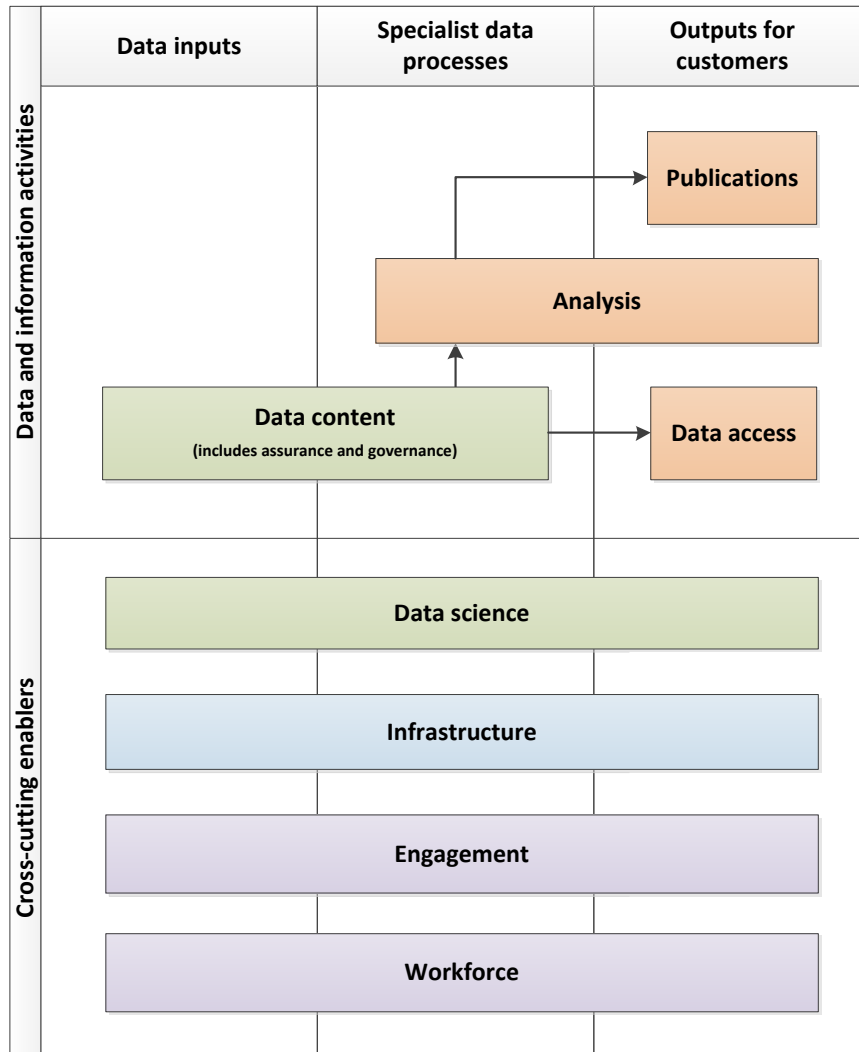 Data inputs
Specialist data
processes
Outputs for
customers
Data and information activities
Publications
Analysis
Data content
(includes assurance and governance)
Data access
Cross-cutting enablers
Data science
Infrastructure
Engagement
Workforce